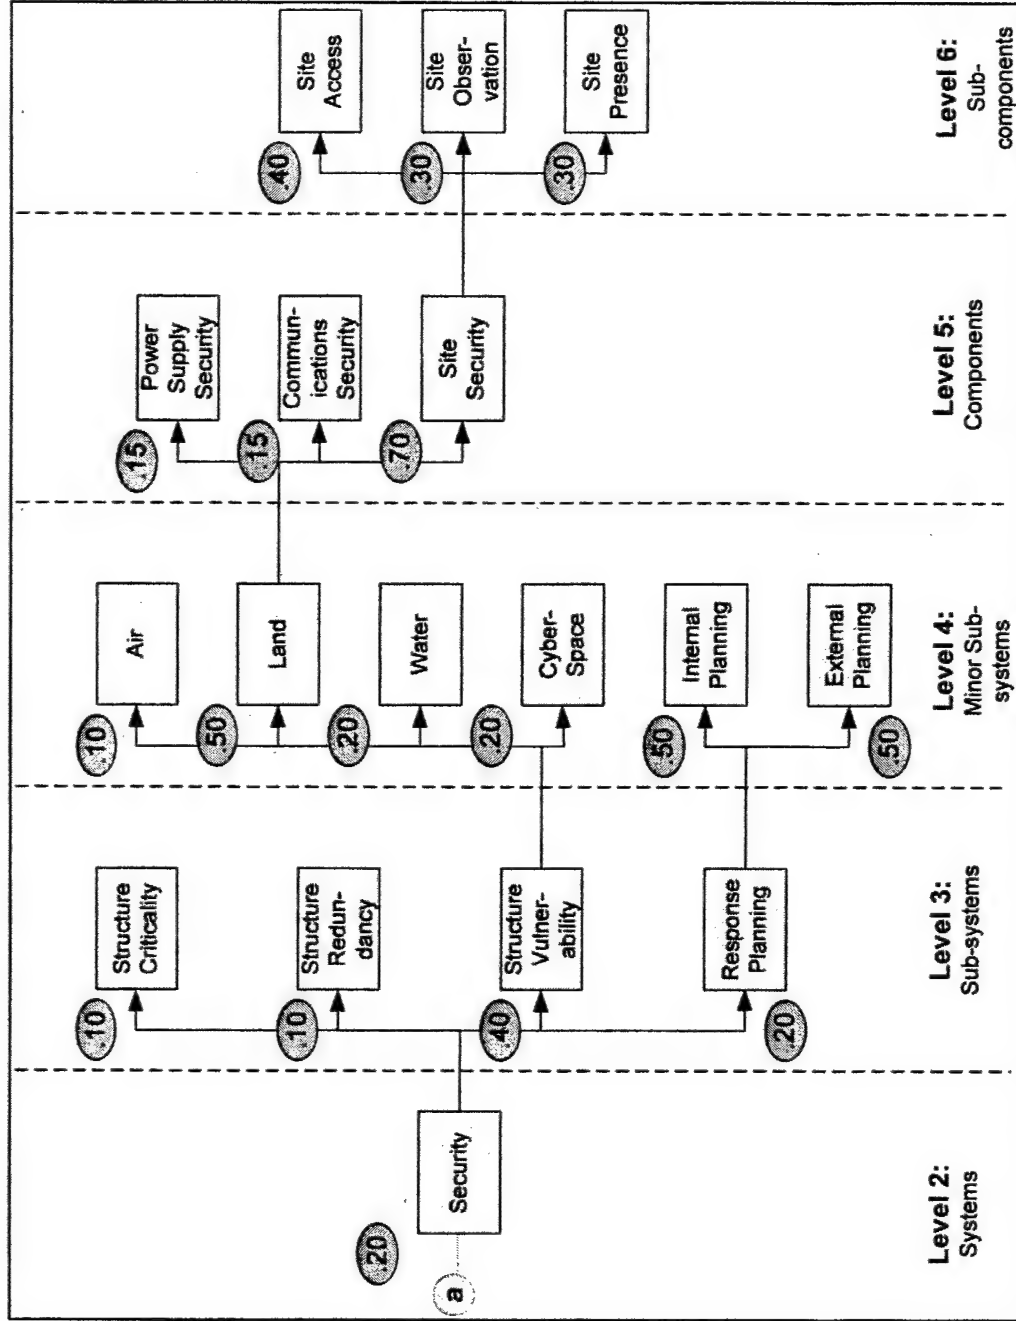 a
.20
Security
Level 2:
Systems
.10
Structure
Criticality
.10
Structure
Redun-
dancy
.40
Structure
Vulner-
ability
.20
Response
Planning
Level 3:
Sub-systems
.10
Air
.50
Land
.20
Water
.20
Cyber-
Space
.50
Internal
Planning
.50
External
Planning
Level 4:
Minor Sub-
systems
.15
Power
Supply
Security
.15
Commun-
ications
Security
.70
Site
Security
Level 5:
Components
.40
Site
Access
.30
Site
Obser-
vation
.30
Site
Presence
Level 6:
Sub-
components